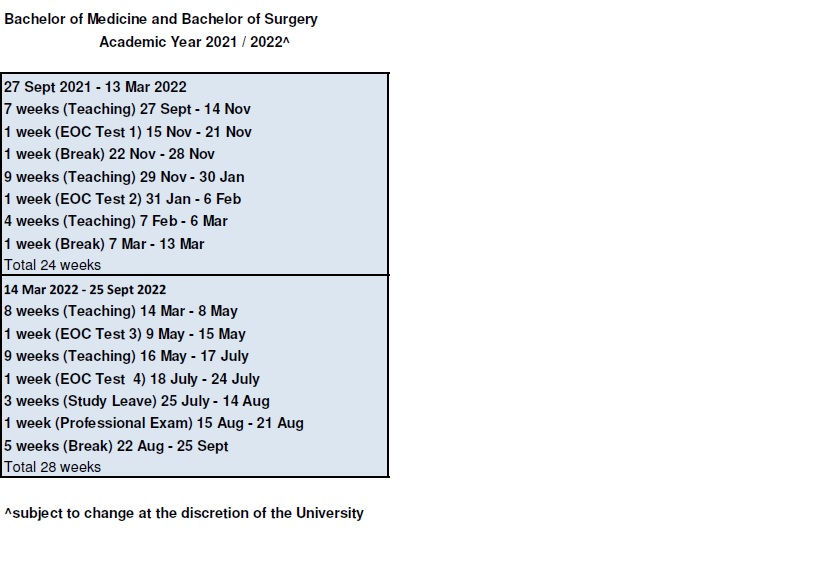 Bachelor of Medicine and Bachelor of Surgery
Academic Year 2021 / 2022^
27 Sept 2021 - 13 Mar 2022
7 weeks (Teaching) 27 Sept - 14 Nov
1 week (EOC Test 1) 15 Nov - 21 Nov
1 week (Break) 22 Nov - 28 Nov
9 weeks (Teaching) 29 Nov - 30 Jan
1 week (EOC Test 2) 31 Jan - 6 Feb
4 weeks (Teaching) 7 Feb - 6 Mar
1 week (Break) 7 Mar - 13 Mar
Total 24 weeks
14 Mar 2022 - 25 Sept 2022
8 weeks (Teaching) 14 Mar - 8 May
1 week (EOC Test 3) 9 May - 15 May
9 weeks (Teaching) 16 May - 17 July
1 week (EOC Test  4) 18 July - 24 July
3 weeks (Study Leave) 25 July - 14 Aug
1 week (Professional Exam) 15 Aug - 21 Aug
5 weeks (Break) 22 Aug - 25 Sept
Total 28 weeks
^subject to change at the discretion of the University